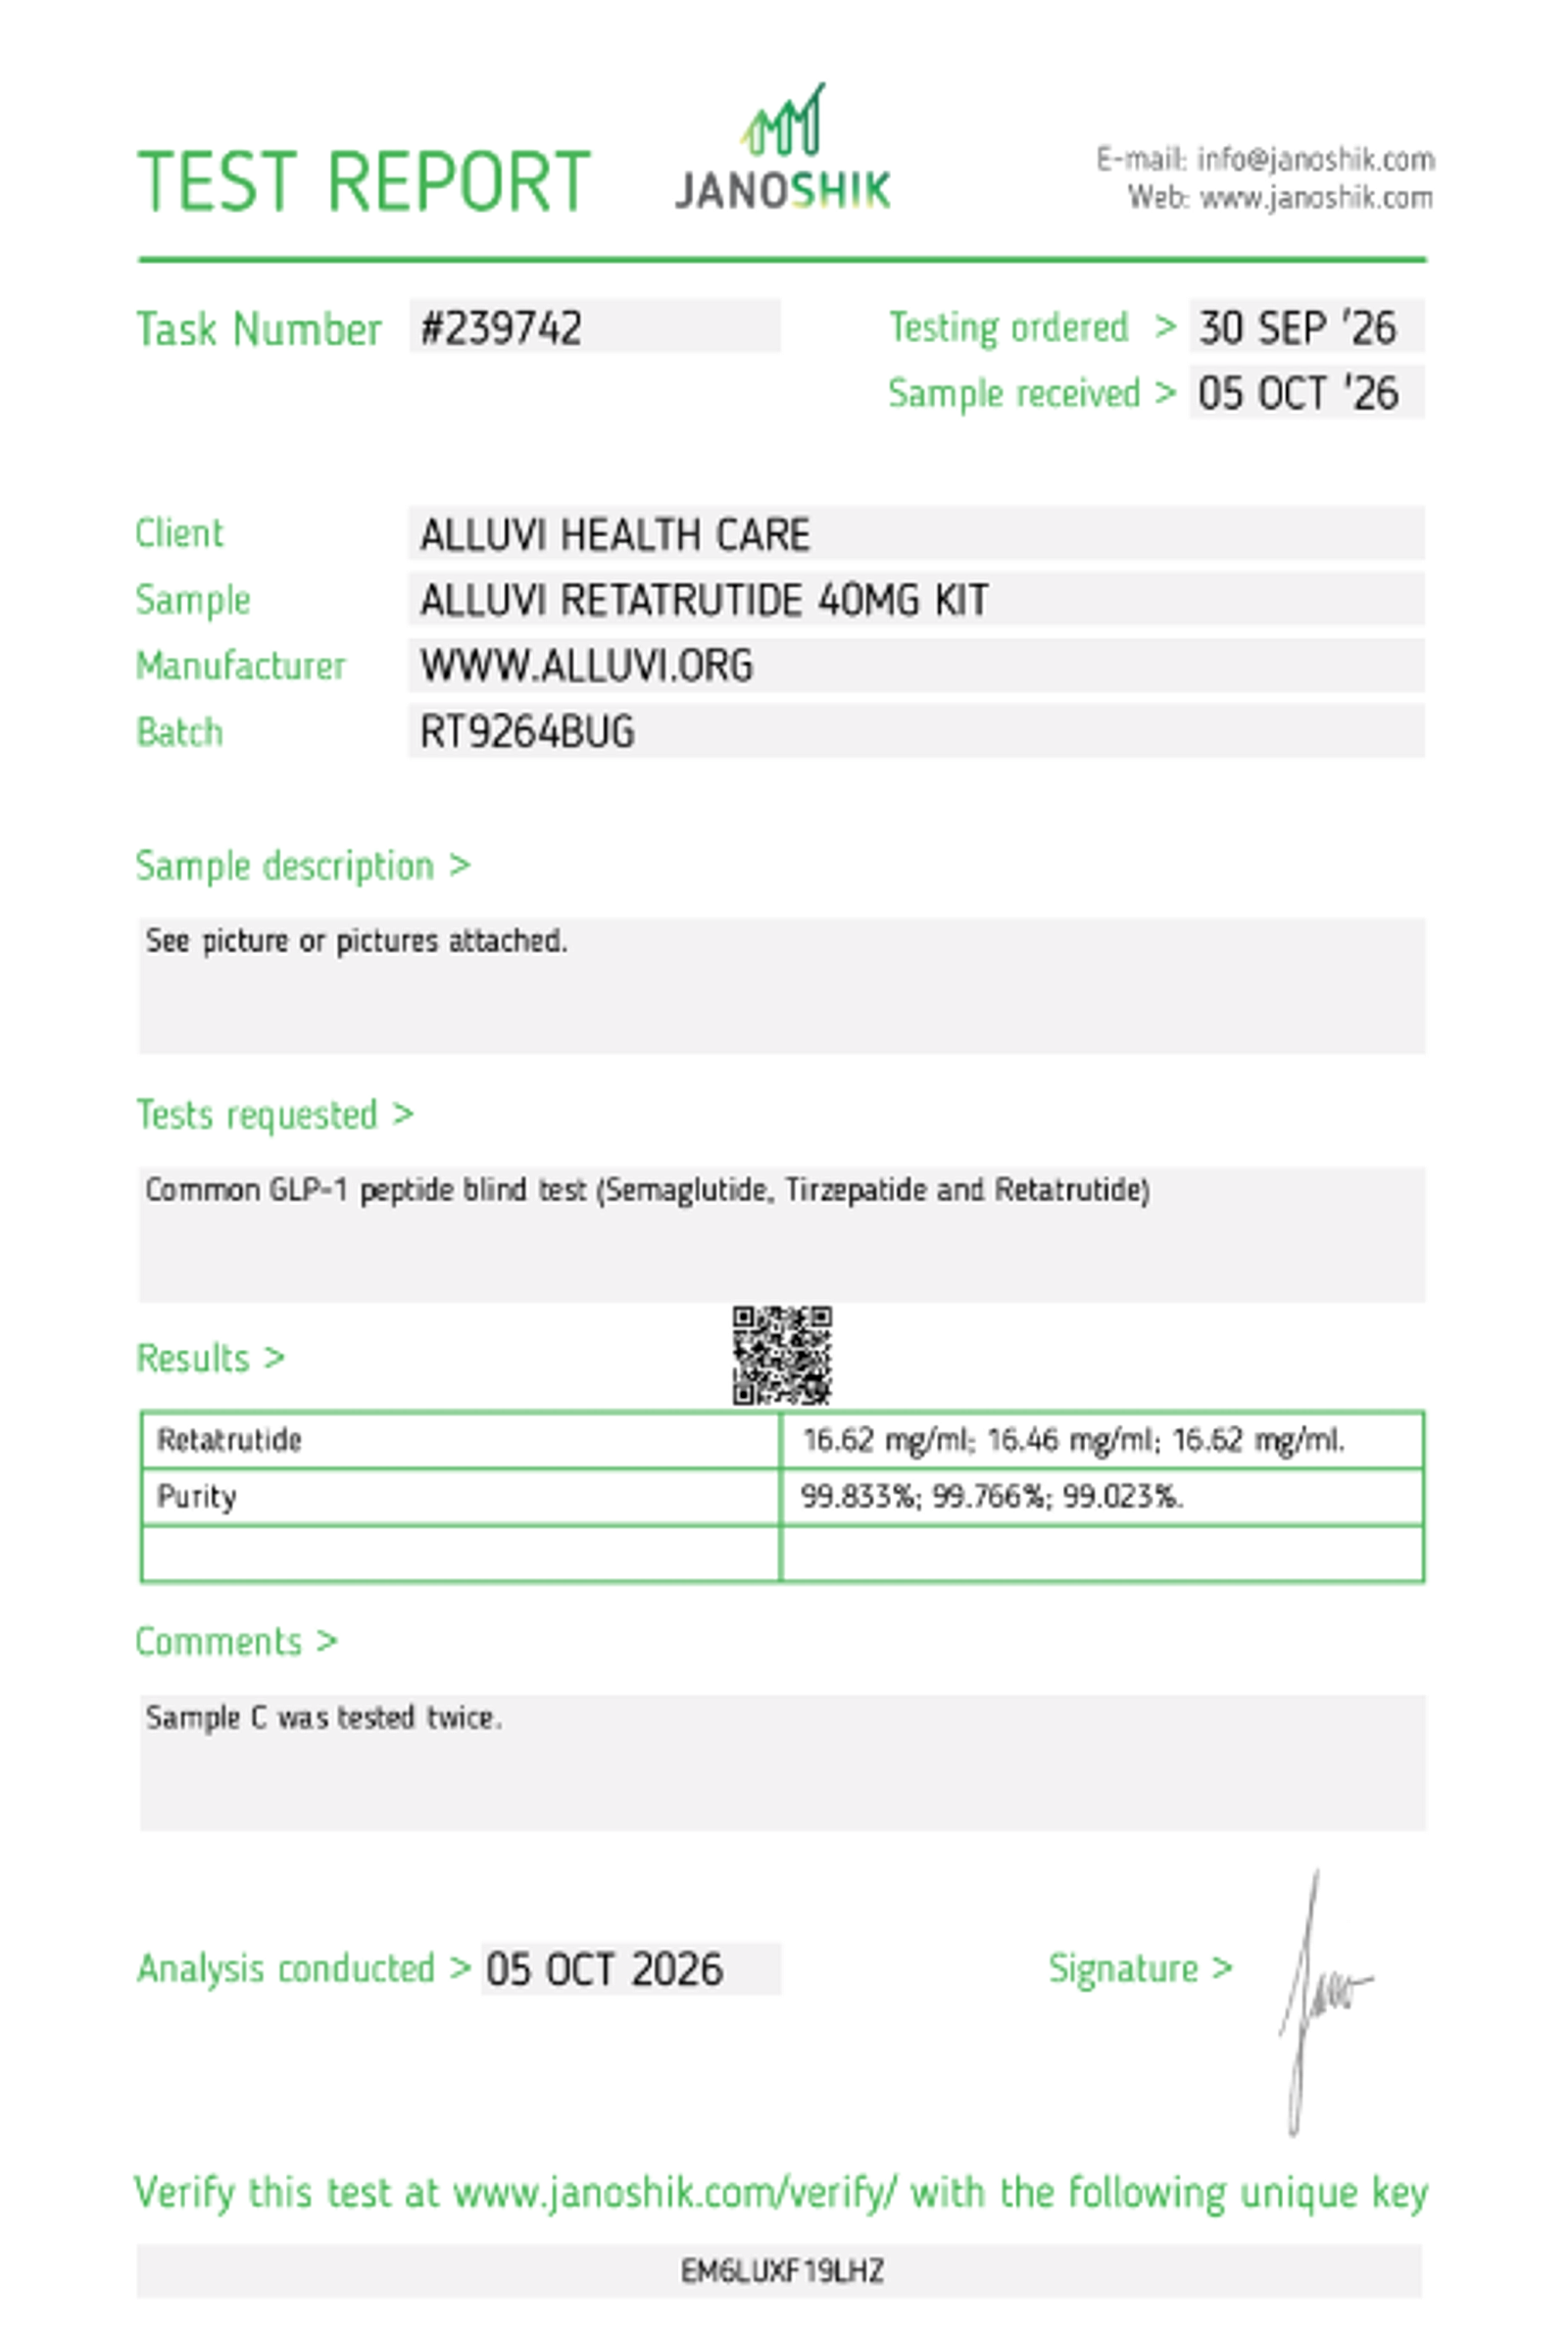 TEST REPORT
JANOSHIK
E-mail: info@janoshik.com
Web: www.janoshik.com
Task Number #239742
Testing ordered > 30 SEP '26
Sample received > 05 OCT '26
Client ALLUVI HEALTH CARE
Sample ALLUVI RETATRUTIDE 40MG KIT
Manufacturer WWW.ALLUVI.ORG
Batch RT9264BUG
Sample description >
See picture or pictures attached.
Tests requested >
Common GLP-1 peptide blind test (Semaglutide, Tirzepatide and Retatrutide)
Results >
Retatrutide 16.62 mg/ml; 16.46 mg/ml; 16.62 mg/ml.
Purity 99.833%; 99.766%; 99.023%.
Comments >
Sample C was tested twice.
Analysis conducted > 05 OCT 2026
Signature >
Verify this test at www.janoshik.com/verify/ with the following unique key
EM6LUXF19LHZ